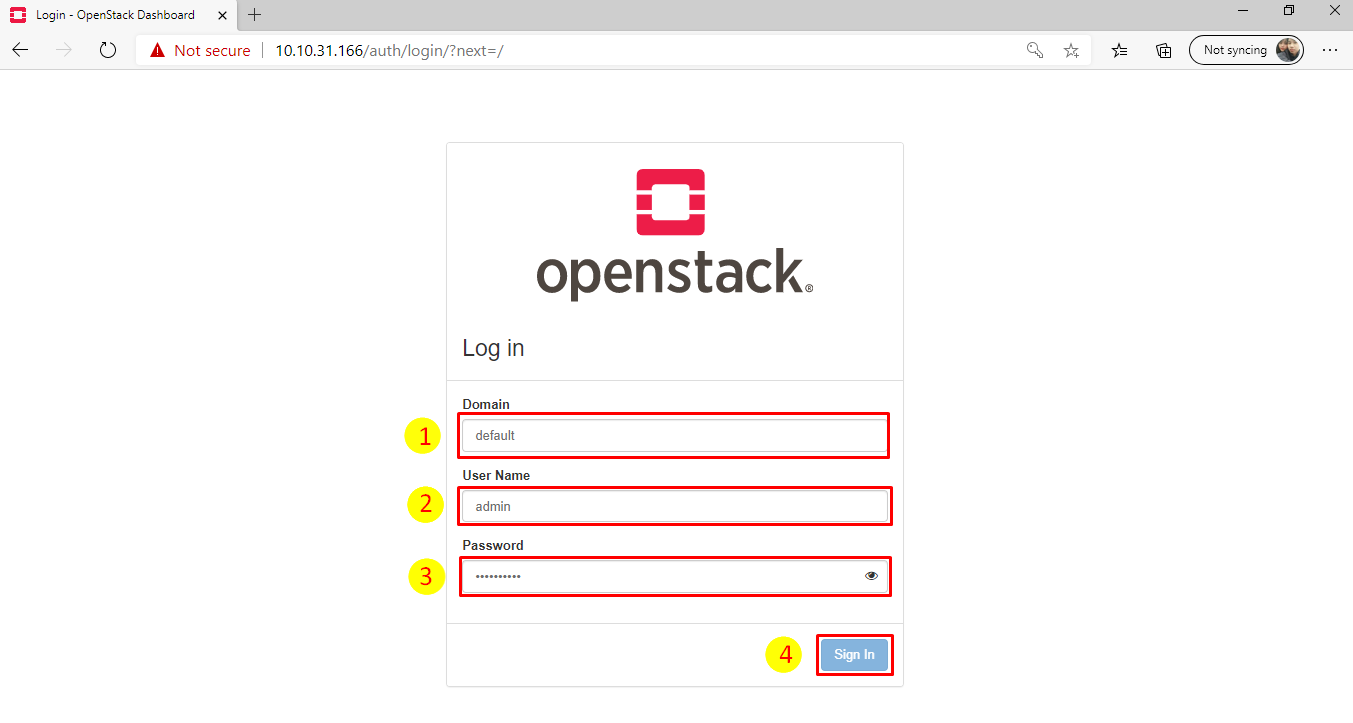 Login - OpenStack Dashboard
Not secure 10.10.31.166/auth/login/?next=/ Not syncing
openstack®
Log in
Domain
1 default
User Name
2 admin
Password
3 ••••••••••
4 Sign In